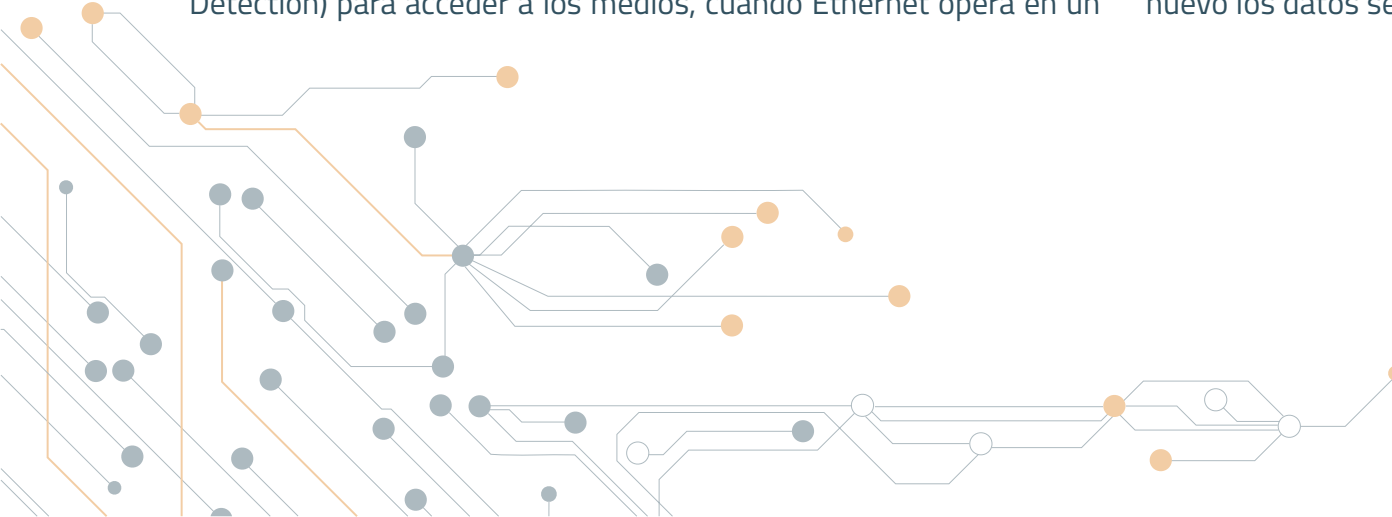 Detection) para acceder a los medios, cuando Ethernet opera en un
nuevo los datos se